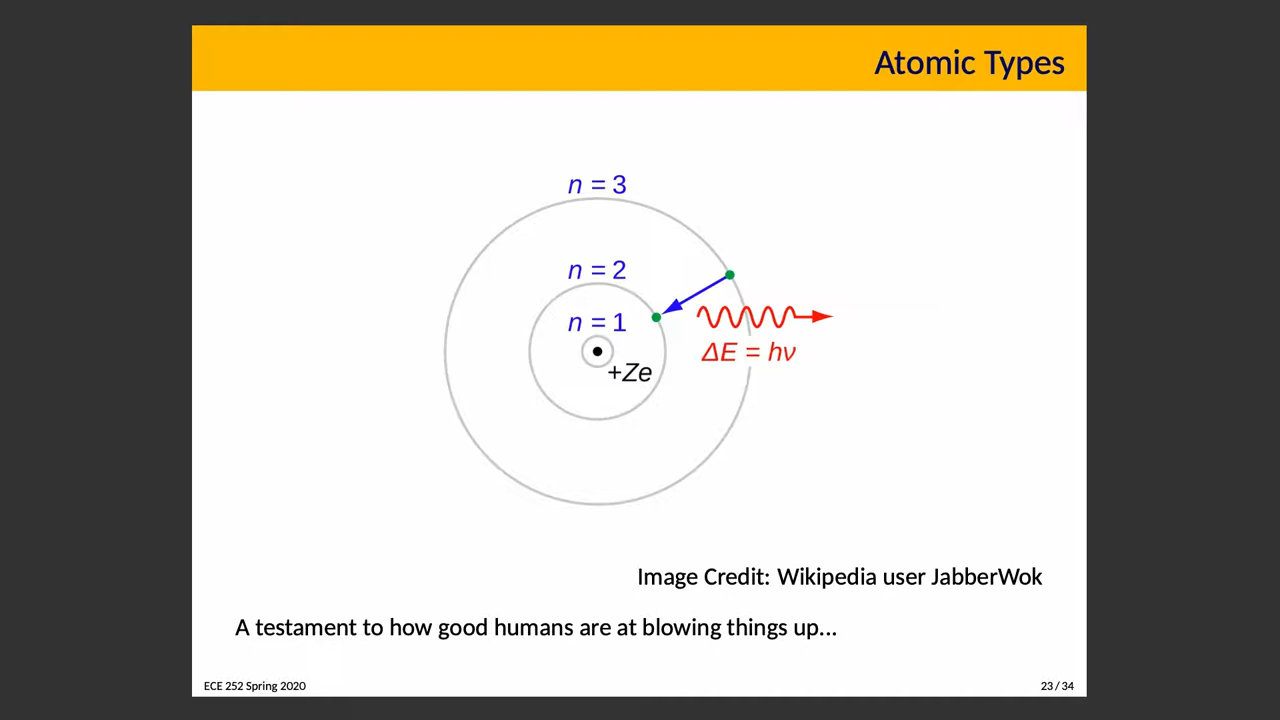 Atomic Types
n = 3
n = 2
n = 1
+Ze
ΔE = hν
Image Credit: Wikipedia user JabberWok
A testament to how good humans are at blowing things up...
ECE 252 Spring 2020
23 / 34